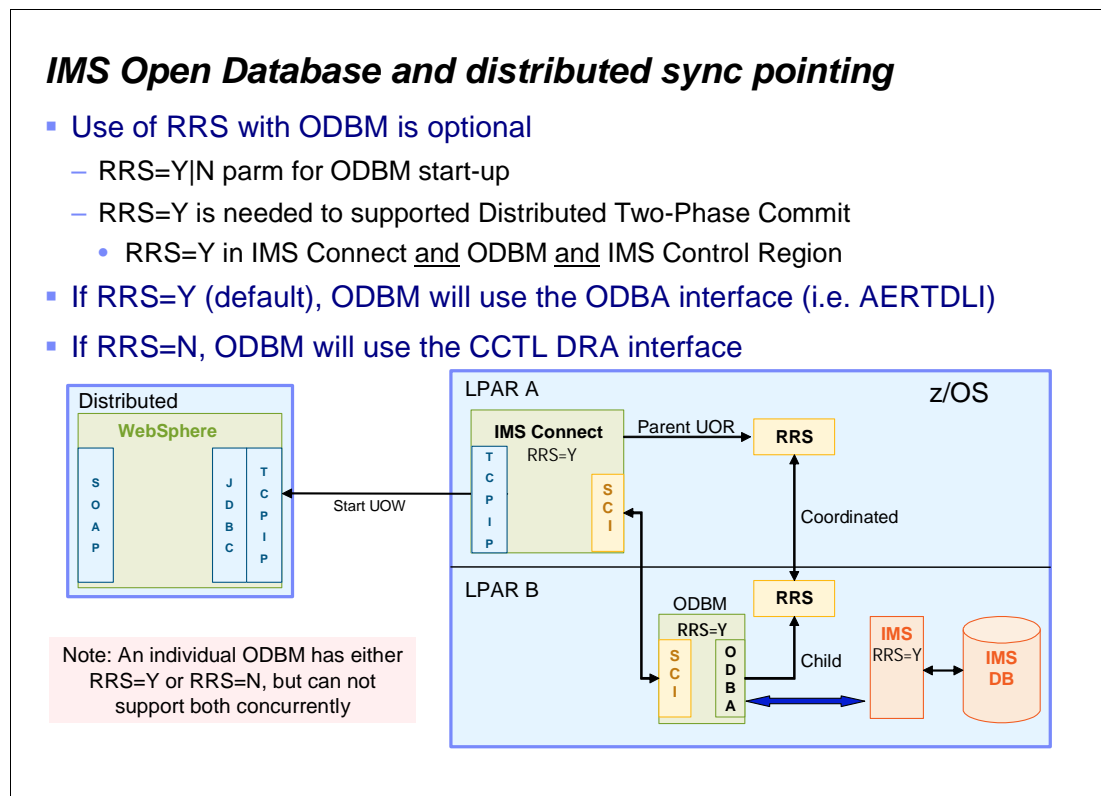 IMS Open Database and distributed sync pointing
▪ Use of RRS with ODBM is optional
– RRS=Y|N parm for ODBM start-up
– RRS=Y is needed to supported Distributed Two-Phase Commit
• RRS=Y in IMS Connect and ODBM and IMS Control Region
▪ If RRS=Y (default), ODBM will use the ODBA interface (i.e. AERTDLI)
▪ If RRS=N, ODBM will use the CCTL DRA interface
Distributed
WebSphere
SOAP
JDBC
TCPIP
Start UOW
LPAR A
z/OS
IMS Connect
RRS=Y
TCPIP
SCI
Parent UOR
RRS
Coordinated
LPAR B
RRS
ODBM
RRS=Y
SCI
ODBA
Child
IMS
RRS=Y
IMS
DB
Note: An individual ODBM has either
RRS=Y or RRS=N, but can not
support both concurrently